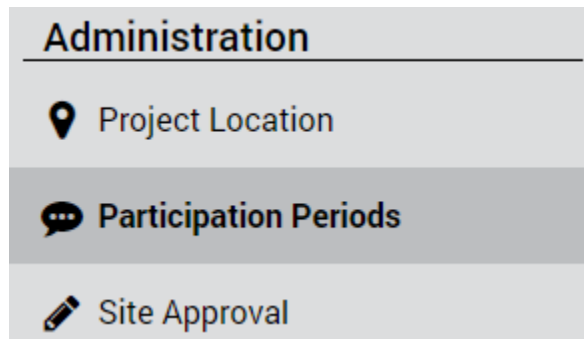 Administration
Project Location
Participation Periods
Site Approval